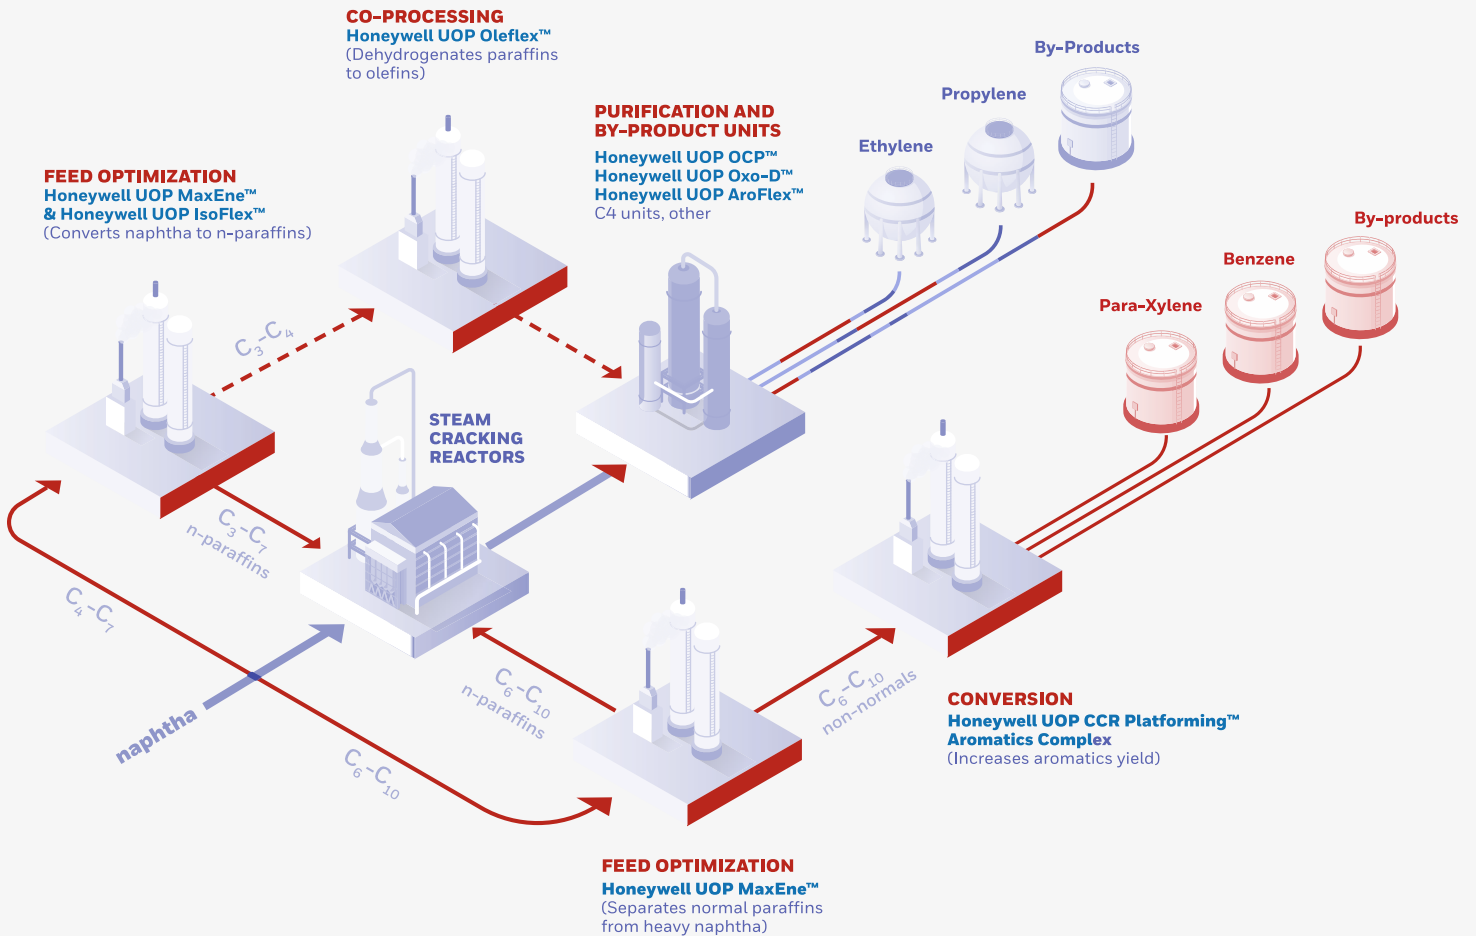 CO-PROCESSING
Honeywell UOP Oleflex™
(Dehydrogenates paraffins
to olefins)
By-Products
Propylene
Ethylene
PURIFICATION AND
BY-PRODUCT UNITS
Honeywell UOP OCP™
Honeywell UOP Oxo-D™
Honeywell UOP AroFlex™
C4 units, other
FEED OPTIMIZATION
Honeywell UOP MaxEne™
& Honeywell UOP IsoFlex™
(Converts naphtha to n-paraffins)
By-products
Benzene
Para-Xylene
C₃-C₄
STEAM
CRACKING
REACTORS
C₃-C₇
n-paraffins
C₄-C₇
naphtha
C₆-C₁₀
n-paraffins
C₆-C₁₀
non-normals
C₆-C₁₀
CONVERSION
Honeywell UOP CCR Platforming™
Aromatics Complex
(Increases aromatics yield)
FEED OPTIMIZATION
Honeywell UOP MaxEne™
(Separates normal paraffins
from heavy naphtha)